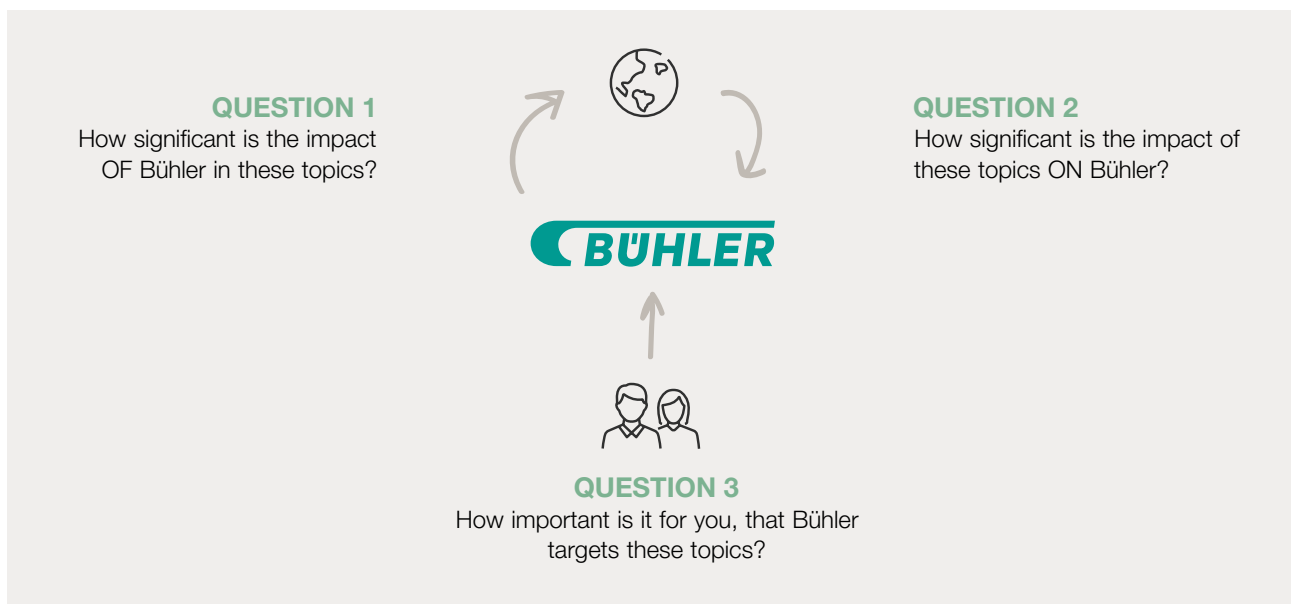 QUESTION 1
How significant is the impact
OF Bühler in these topics?
QUESTION 2
How significant is the impact of
these topics ON Bühler?
BÜHLER
QUESTION 3
How important is it for you, that Bühler
targets these topics?